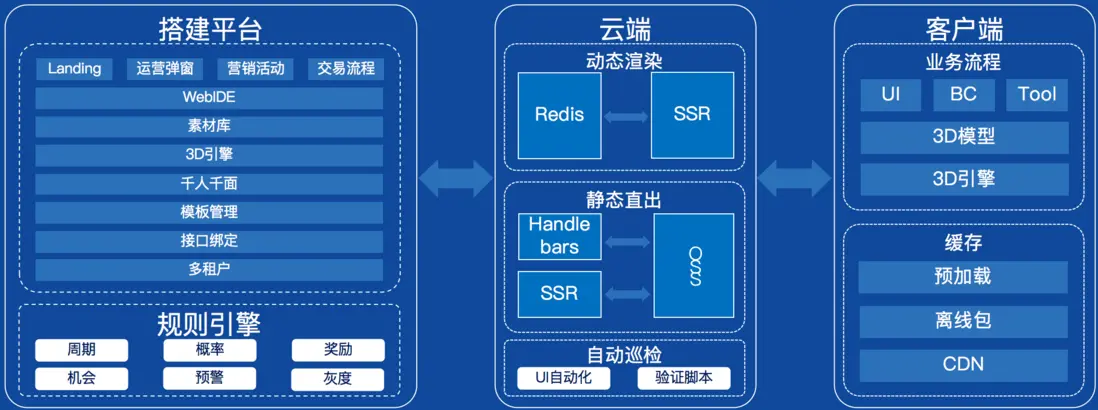 搭建平台
Landing
运营弹窗
营销活动
交易流程
WebIDE
素材库
3D引擎
千人千面
模板管理
接口绑定
多租户
规则引擎
周期
概率
奖励
机会
预警
灰度
云端
动态渲染
Redis
SSR
静态直出
Handle
bars
SSR
OSS
自动巡检
UI自动化
验证脚本
客户端
业务流程
UI
BC
Tool
3D模型
3D引擎
缓存
预加载
离线包
CDN